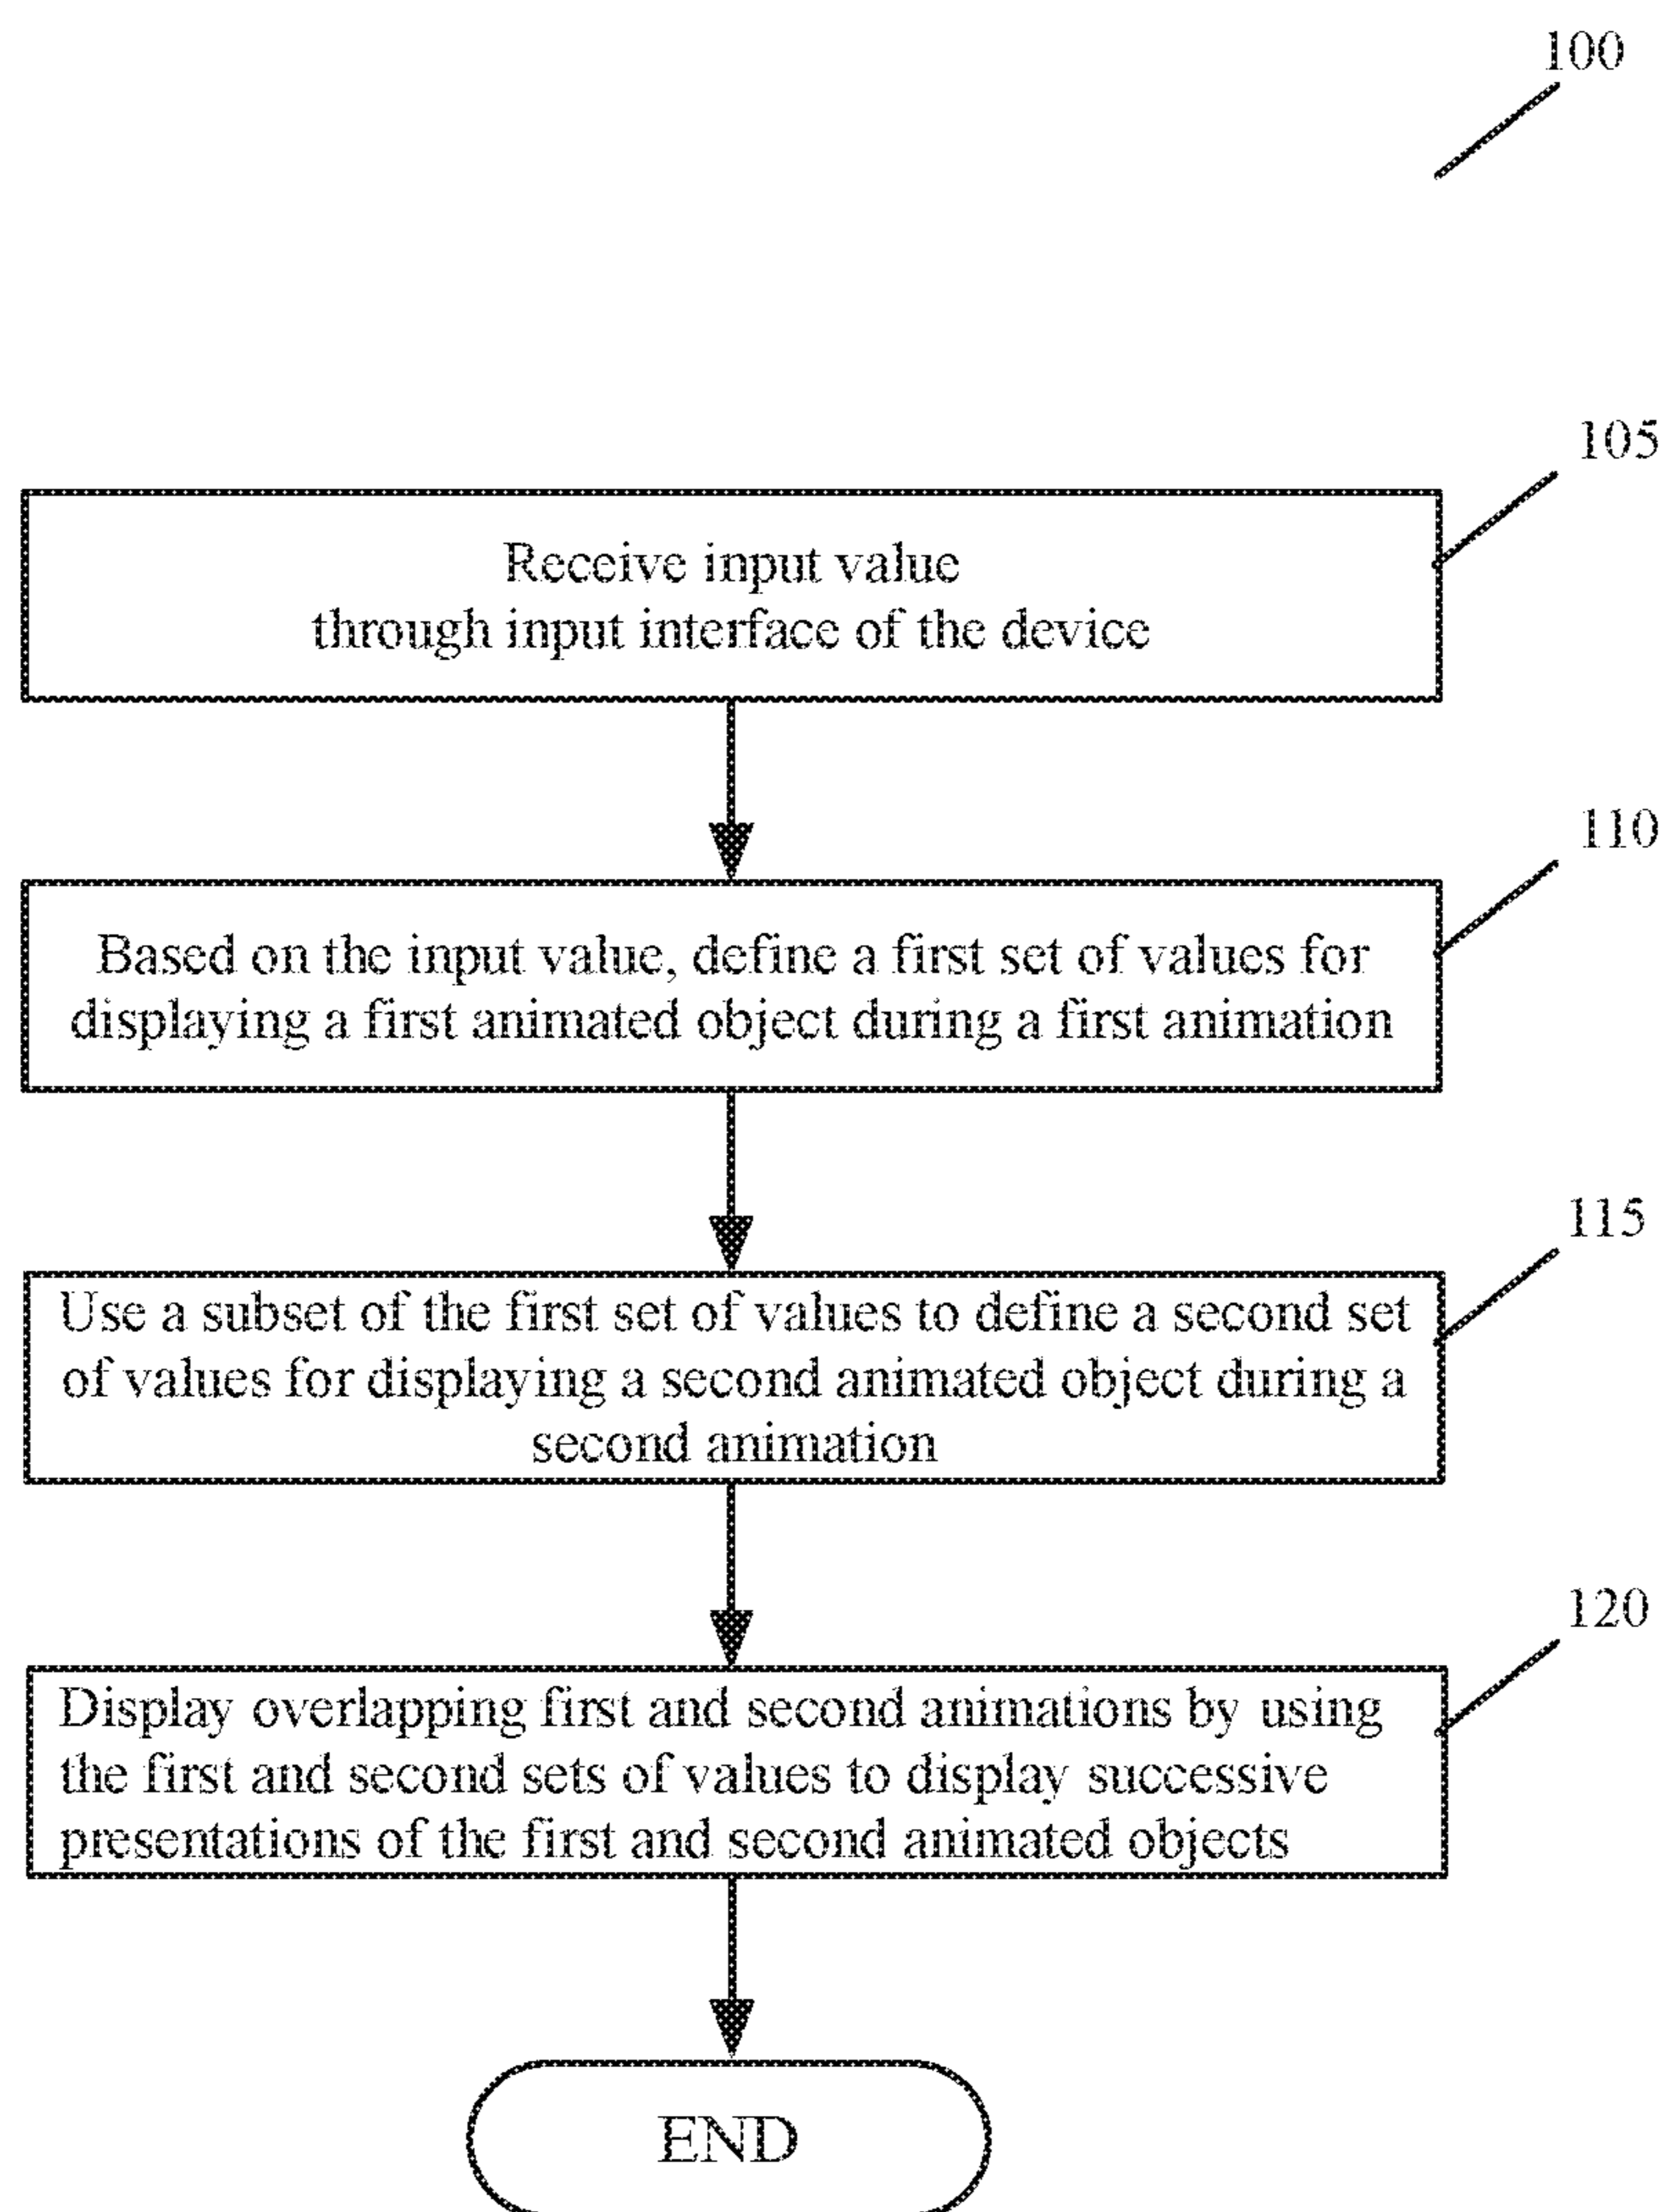 100
105
Receive input value
through input interface of the device
110
Based on the input value, define a first set of values for
displaying a first animated object during a first animation
115
Use a subset of the first set of values to define a second set
of values for displaying a second animated object during a
second animation
120
Display overlapping first and second animations by using
the first and second sets of values to display successive
presentations of the first and second animated objects
END